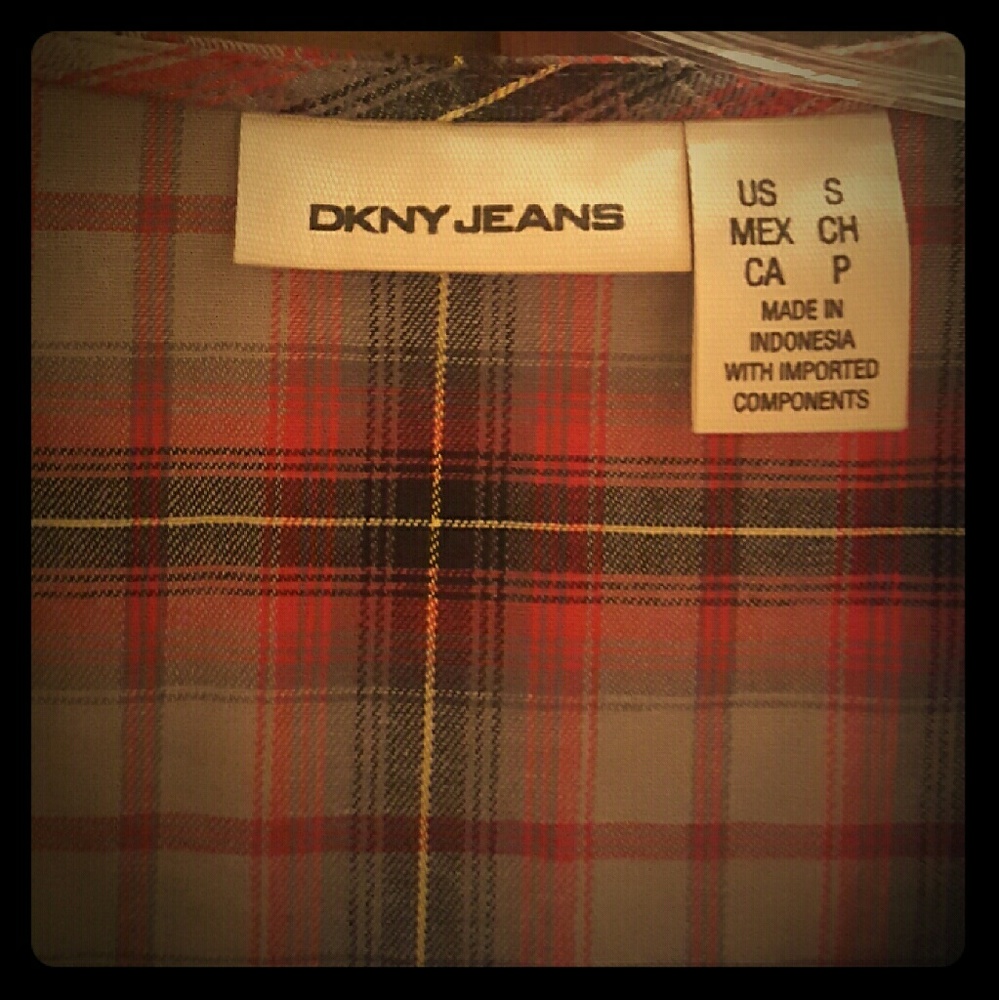 DKNY JEANS
US S
MEX CH
CA P
MADE IN
INDONESIA
WITH IMPORTED
COMPONENTS